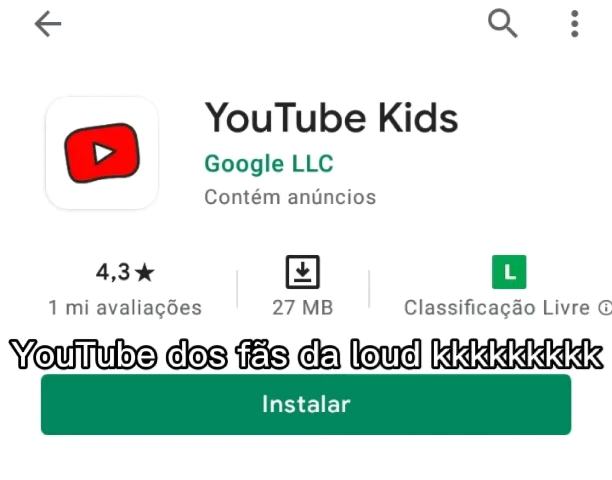 YouTube Kids
Google LLC
Contém anúncios
4,3★
1 mi avaliações
27 MB
L
Classificação Livre
YouTube dos fãs da loud kkkkkkkkk
Instalar